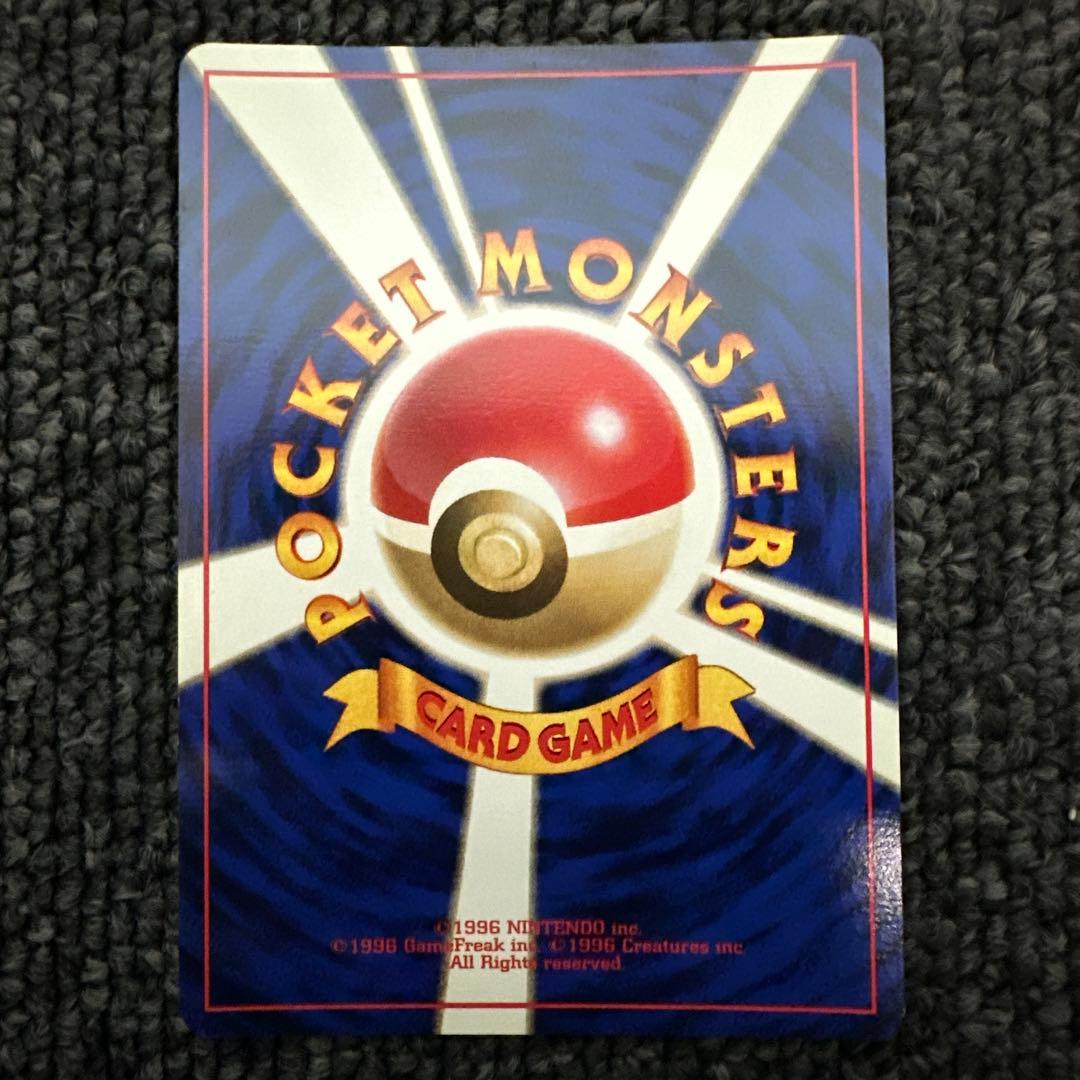 POCKET MONSTERS
CARD GAME
©1996 NINTENDO inc.
©1996 GameFreak inc. ©1996 Creatures inc.
All Rights reserved.